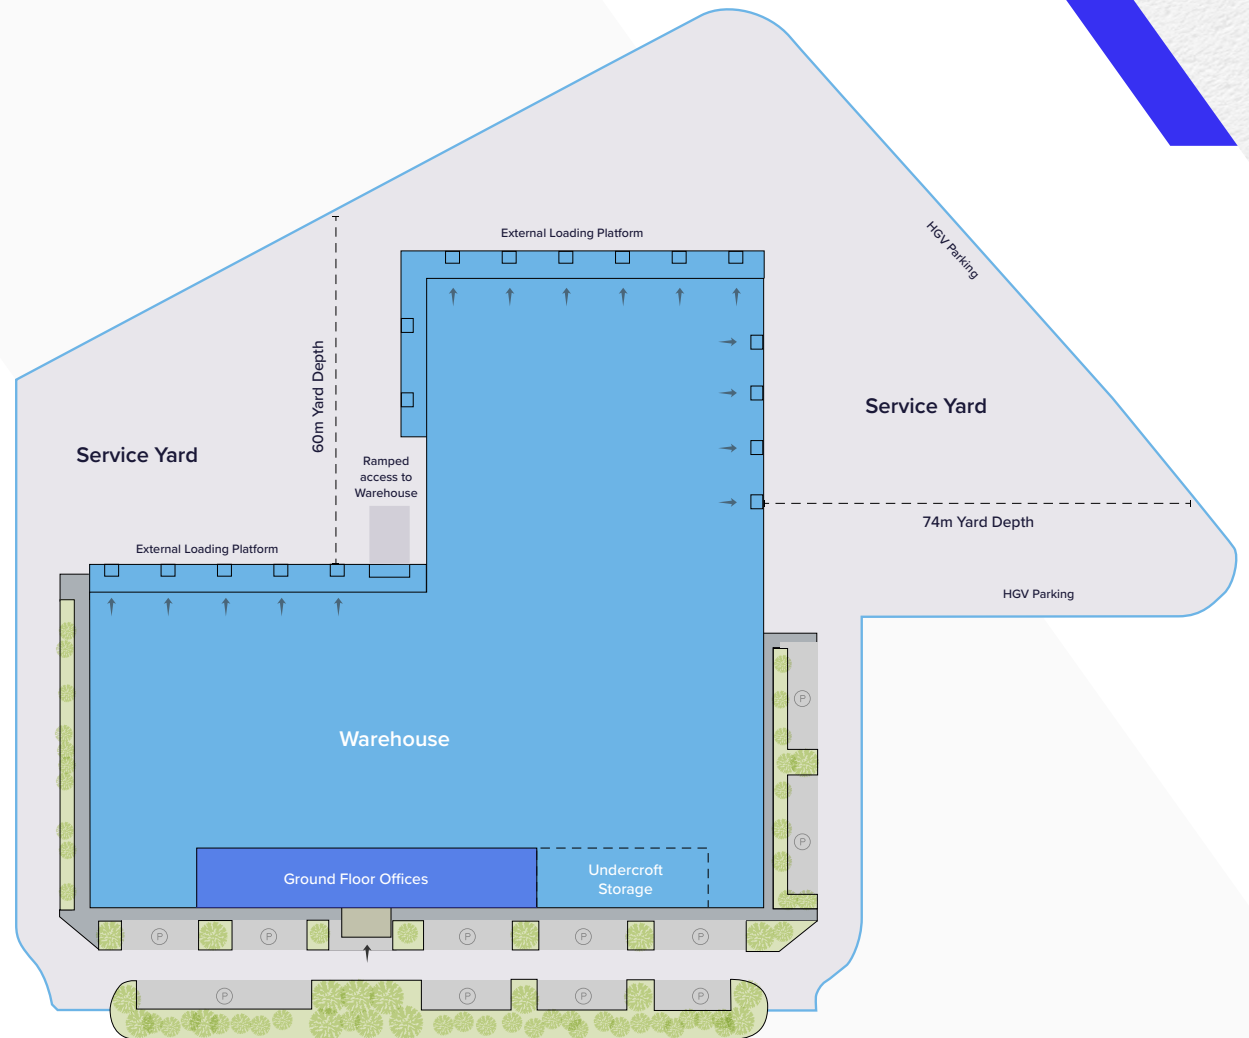 External Loading Platform
HGV Parking
60m Yard Depth
Service Yard
Service Yard
Ramped
access to
Warehouse
74m Yard Depth
External Loading Platform
HGV Parking
P
Warehouse
P
Ground Floor Offices
Undercroft
Storage
P
P
P
P
P
P
P
P
P